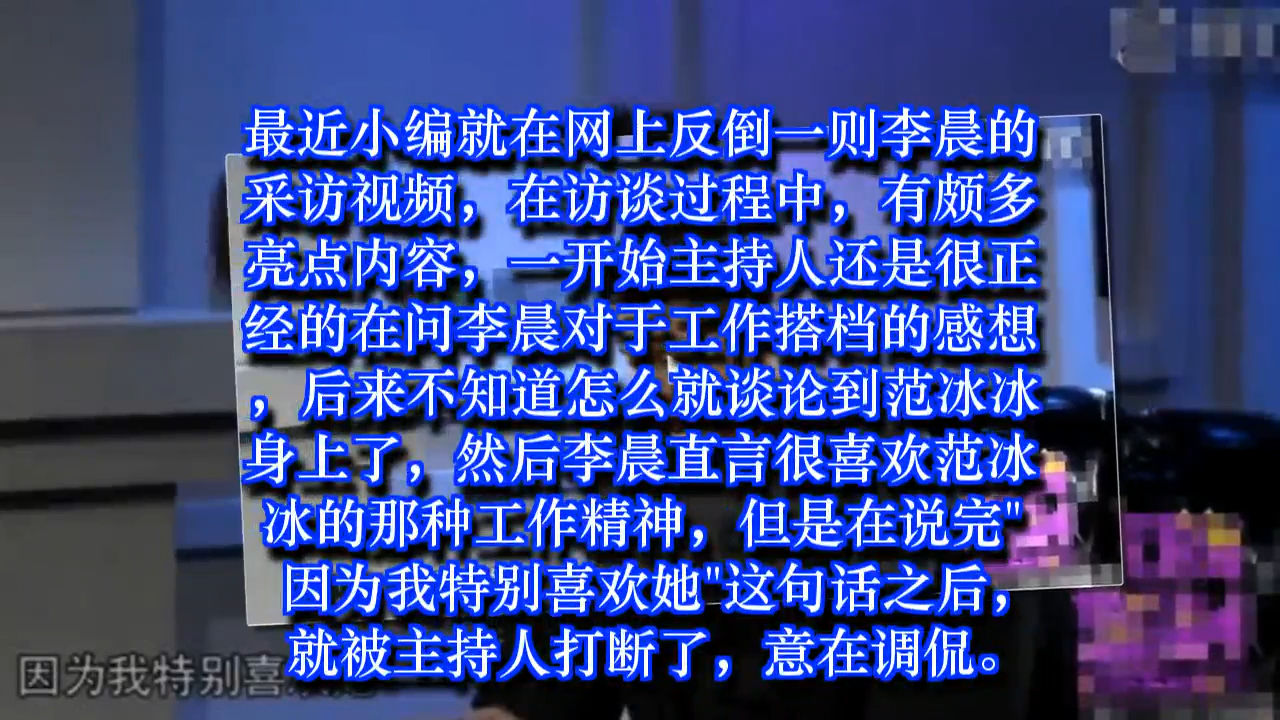 最近小编就在网上反倒一则李晨的
采访视频，在访谈过程中，有颇多
亮点内容，一开始主持人还是很正
经的在问李晨对于工作搭档的感想
，后来不知道怎么就谈论到范冰冰
身上了，然后李晨直言很喜欢范冰
冰的那种工作精神，但是在说完"
因为我特别喜欢她"这句话之后，
就被主持人打断了，意在调侃。
因为我特别喜